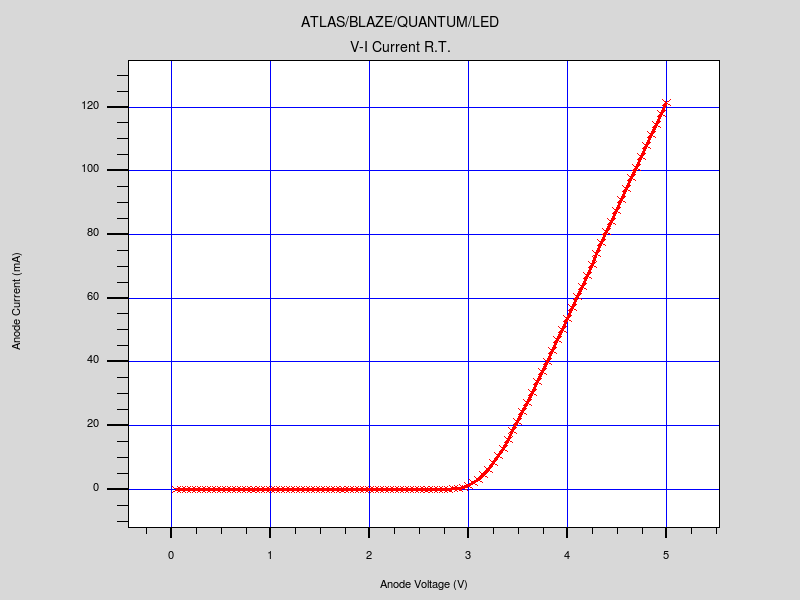 ATLAS/BLAZE/QUANTUM/LED
V-I Current R.T.
120
100
80
60
40
20
0
Anode Current (mA)
0 1 2 3 4 5
Anode Voltage (V)